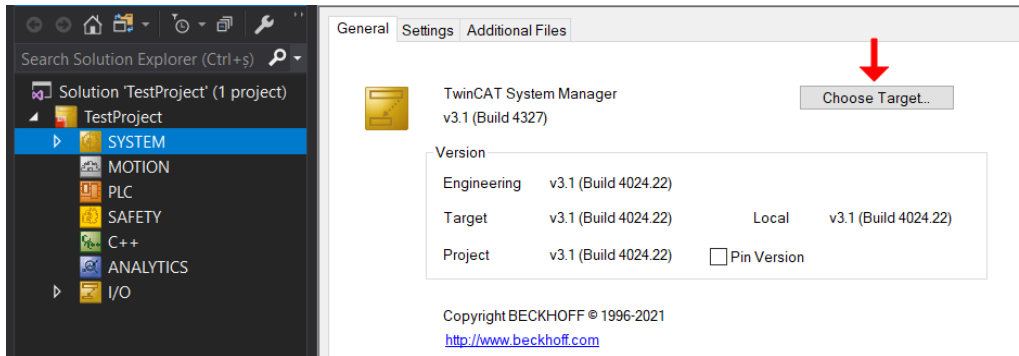 Search Solution Explorer (Ctrl+ş)
Solution 'TestProject' (1 project)
TestProject
SYSTEM
MOTION
PLC
SAFETY
C++
ANALYTICS
I/O
General Settings Additional Files
TwinCAT System Manager
v3.1 (Build 4327)
Choose Target...
Version
Engineering v3.1 (Build 4024.22)
Target v3.1 (Build 4024.22) Local v3.1 (Build 4024.22)
Project v3.1 (Build 4024.22) Pin Version
Copyright BECKHOFF © 1996-2021
http://www.beckhoff.com